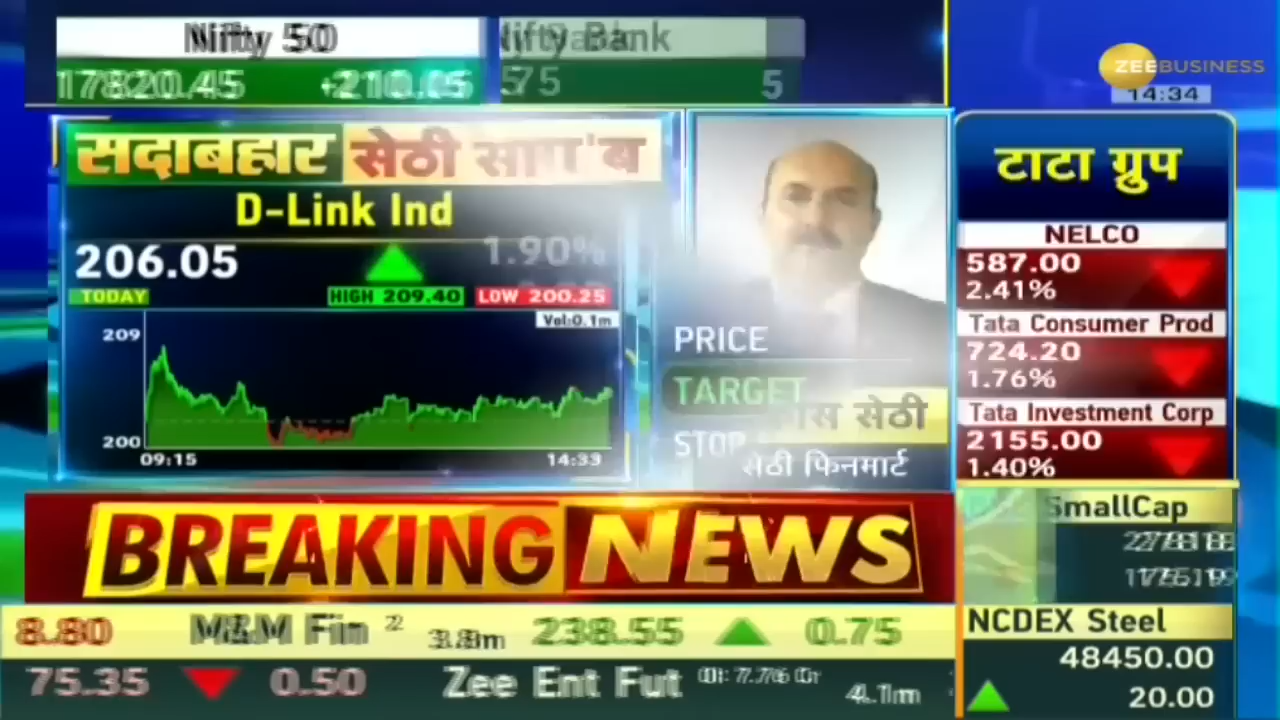 Nifty 50
Nifty Bank
17820.45 +210.05
ZEEBUSINESS
14:34
सदाबहार सेठी
D-Link Ind
206.05
1.90%
TODAY
HIGH 209.40 LOW 200.25
Vol:0.1m
209
200
09:15
14:33
PRICE
TARGET
STOP
सेठी
सेठी फिनमार्ट
टाटा ग्रुप
NELCO
587.00
2.41%
Tata Consumer Prod
724.20
1.76%
Tata Investment Corp
2155.00
1.40%
BREAKING NEWS
SmallCap
NCDEX Steel
48450.00
20.00
8.80 M&M Fin 238.55 0.75
75.35 0.50 Zee Ent Fut 4.1m